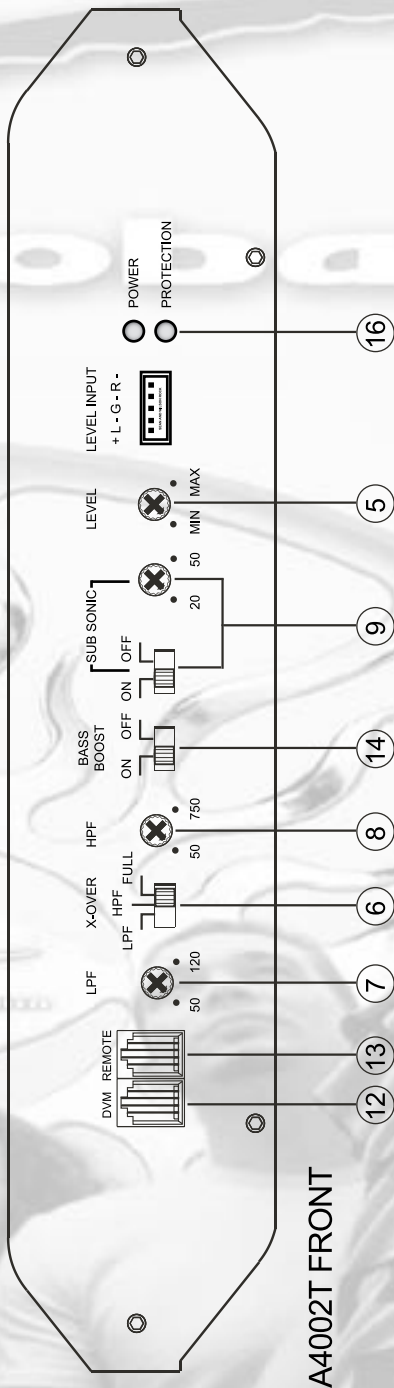 A4002T FRONT
DVM REMOTE
LPF
50 120
X-OVER
LPF HPF FULL
HPF
50 750
BASS
BOOST
ON OFF
SUB SONIC
ON OFF
20 50
LEVEL
MIN MAX
LEVEL INPUT
+ L - G - R -
POWER
PROTECTION
12
13
7
6
8
14
9
5
16